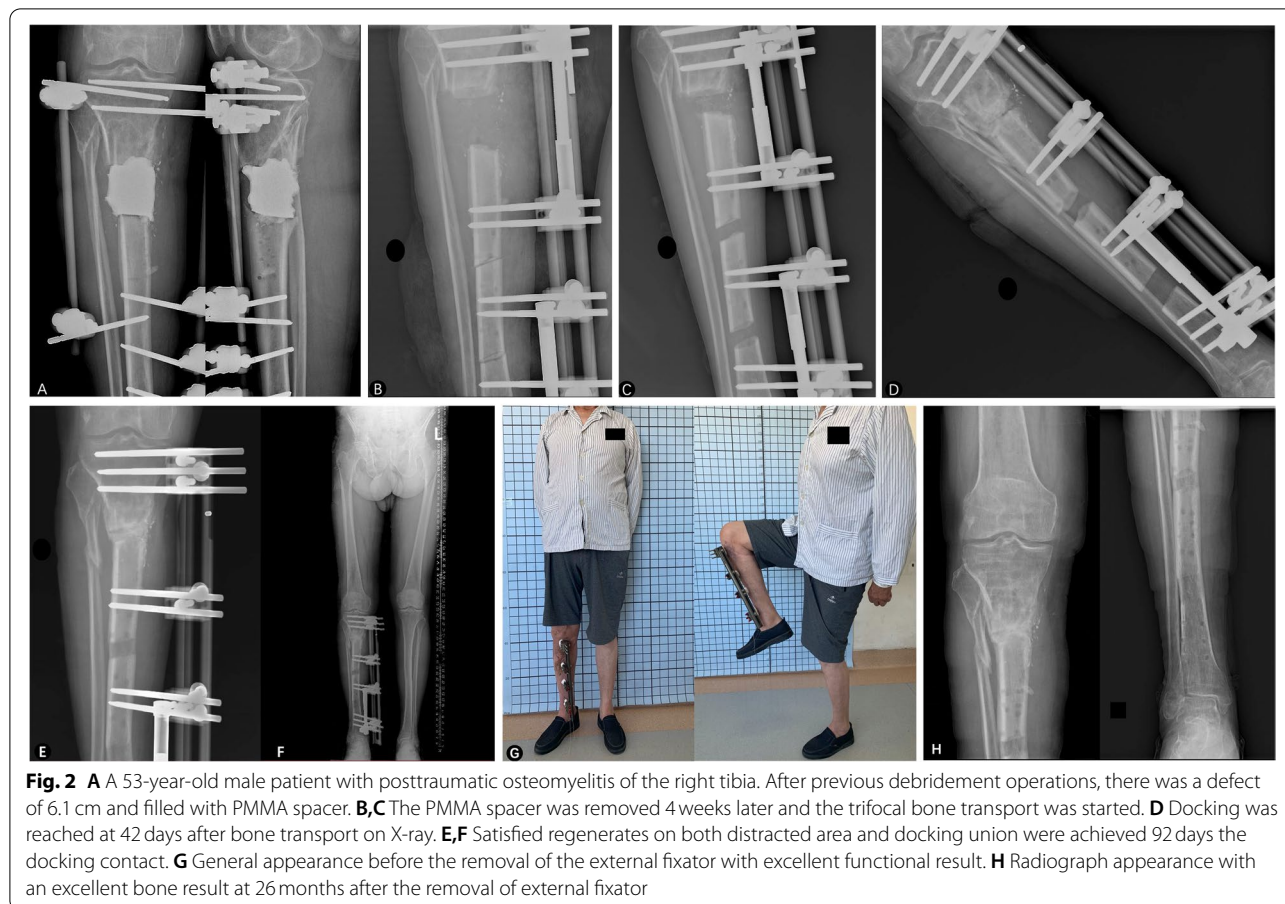 A
B
C
D
E
F
L
G
H
Fig. 2 A A 53-year-old male patient with posttraumatic osteomyelitis of the right tibia. After previous debridement operations, there was a defect
of 6.1 cm and filled with PMMA spacer. B,C The PMMA spacer was removed 4 weeks later and the trifocal bone transport was started. D Docking was
reached at 42 days after bone transport on X-ray. E,F Satisfied regenerates on both distracted area and docking union were achieved 92 days the
docking contact. G General appearance before the removal of the external fixator with excellent functional result. H Radiograph appearance with
an excellent bone result at 26 months after the removal of external fixator